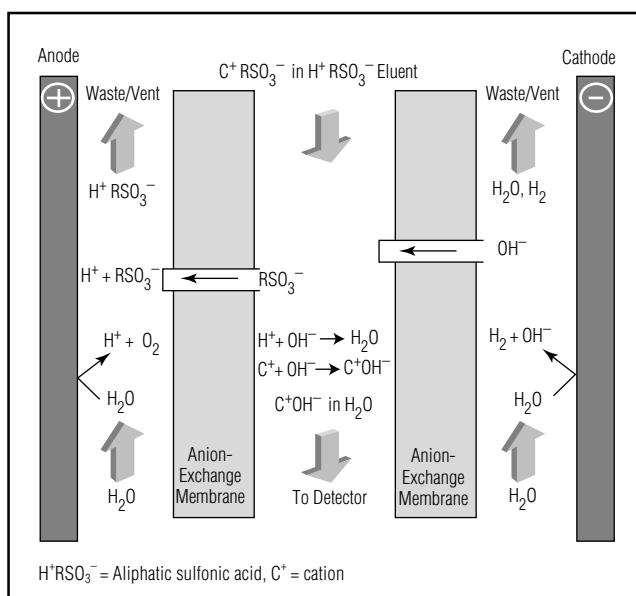 Anode
Cathode
C⁺ RSO₃⁻ in H⁺ RSO₃⁻ Eluent
+
−
Waste/Vent
Waste/Vent
H⁺ RSO₃⁻
H₂O, H₂
OH⁻
H⁺ + RSO₃⁻
RSO₃⁻
H⁺ + O₂
H⁺ + OH⁻ → H₂O
H₂ + OH⁻
C⁺ + OH⁻ → C⁺OH⁻
H₂O
C⁺OH⁻ in H₂O
H₂O
Anion-
Exchange
Membrane
Anion-
Exchange
Membrane
H₂O
To Detector
H₂O
H⁺RSO₃⁻ = Aliphatic sulfonic acid, C⁺ = cation